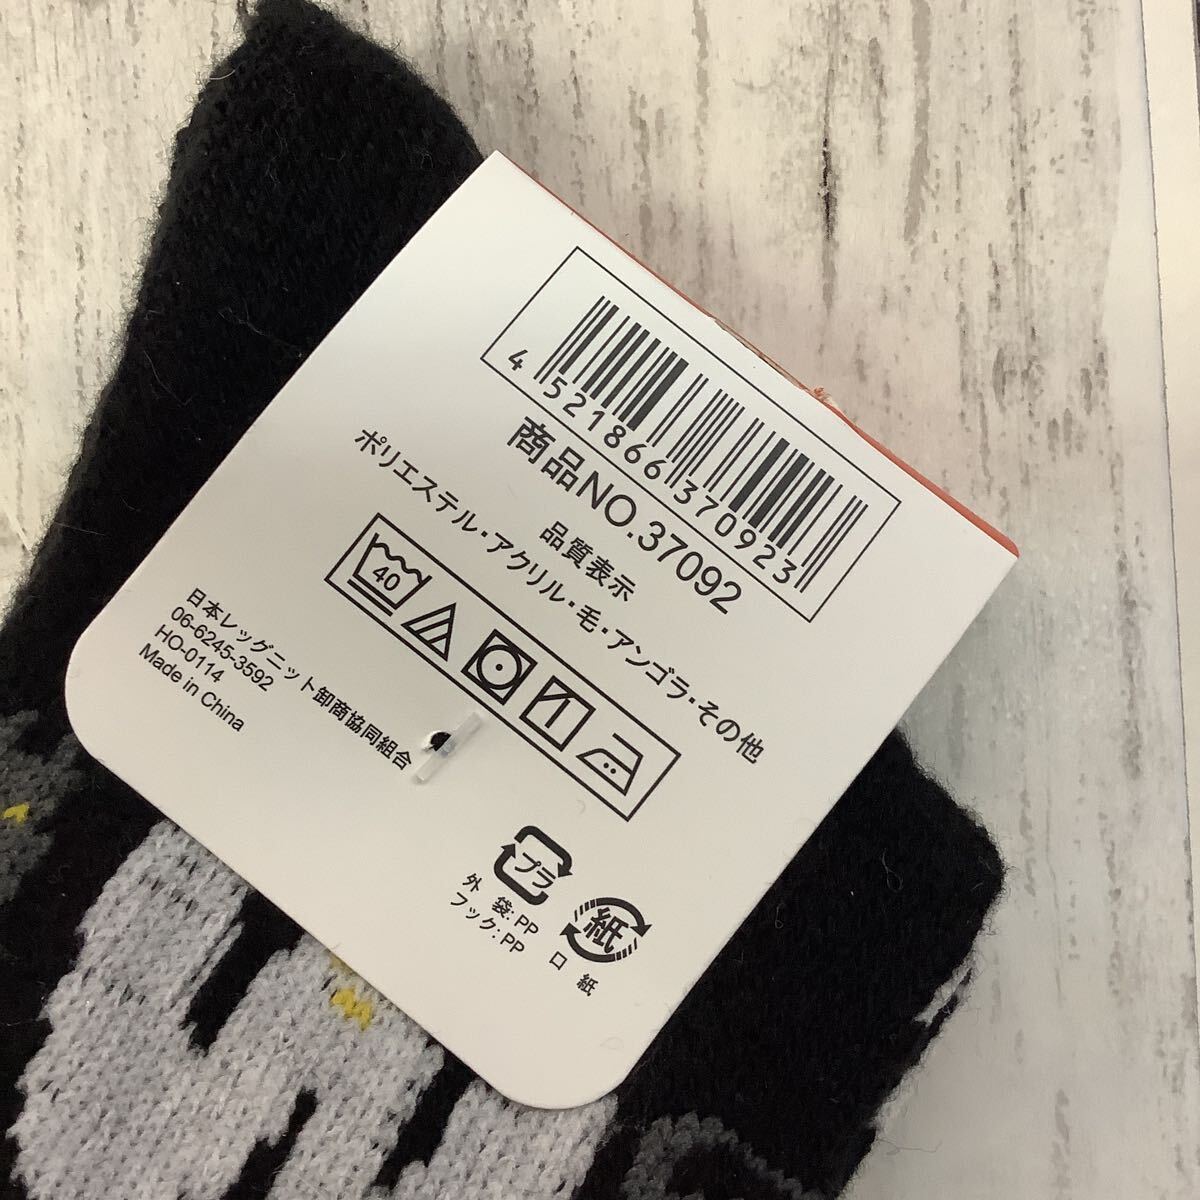 4 521866 370923
商品NO.37092
品質表示
ポリエステル・アクリル・毛・アンゴラ・その他
40
日本レッグニット卸商協同組合
06-6245-3592
HO-0114
Made in China
プラ
外 袋:PP
フック:PP
紙
口 紙